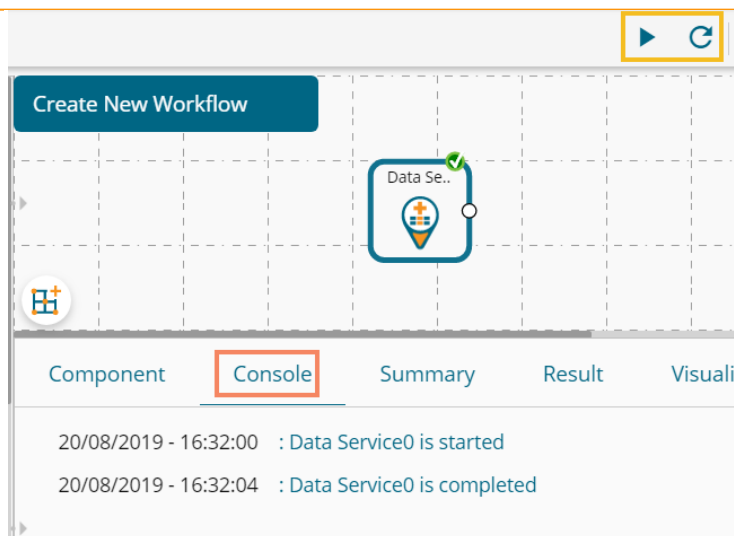 Create New Workflow
Data Se..
Component Console Summary Result Visuali
20/08/2019 - 16:32:00 : Data Service0 is started
20/08/2019 - 16:32:04 : Data Service0 is completed